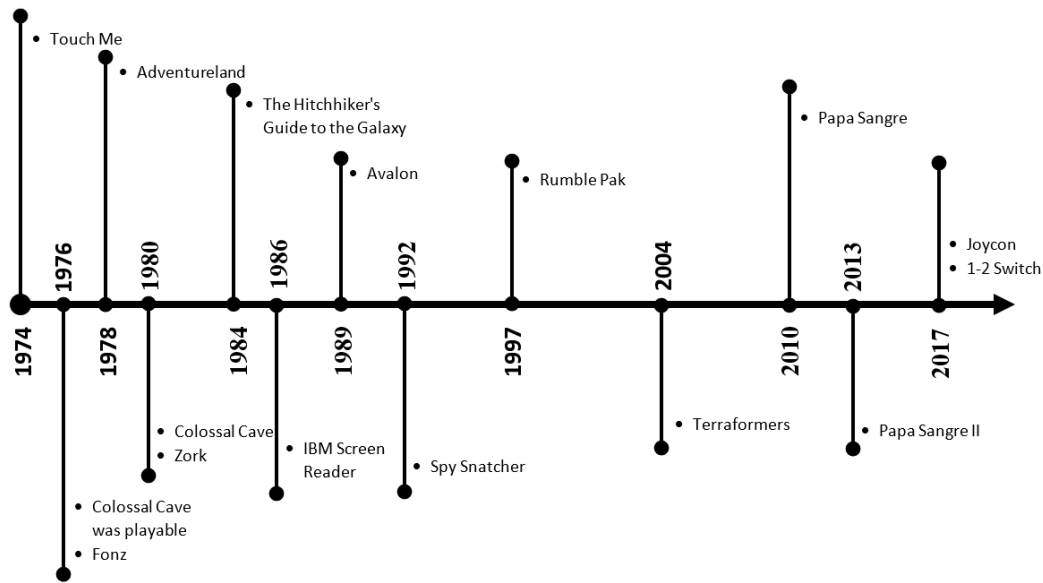 • Touch Me
• Adventureland
• The Hitchhiker's
Guide to the Galaxy
• Avalon
• Rumble Pak
• Papa Sangre
• Joycon
• 1-2 Switch
1976
1980
1986
1992
2004
2013
1974
1978
1984
1989
1997
2010
2017
• Colossal Cave
• Zork
• IBM Screen
Reader
• Spy Snatcher
• Terraformers
• Papa Sangre II
• Colossal Cave
was playable
• Fonz